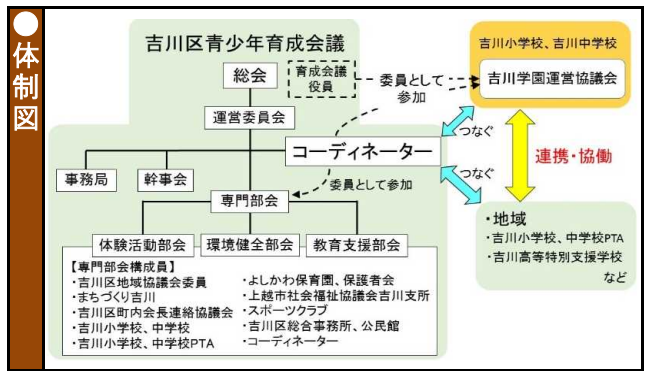 ●体制図
吉川区青少年育成会議
総会
育成会議
役員
委員として
参加
吉川小学校、吉川中学校
吉川学園運営協議会
運営委員会
コーディネーター
つなぐ
連携・協働
つなぐ
事務局
幹事会
委員として参加
専門部会
・地域
・吉川小学校、中学校PTA
・吉川高等特別支援学校
など
体験活動部会
環境健全部会
教育支援部会
【専門部会構成員】
・吉川区地域協議会委員
・まちづくり吉川
・吉川区町内会長連絡協議会
・吉川小学校、中学校
・吉川小学校、中学校PTA
・よしかわ保育園、保護者会
・上越市社会福祉協議会吉川支所
・スポーツクラブ
・吉川区総合事務所、公民館
・コーディネーター